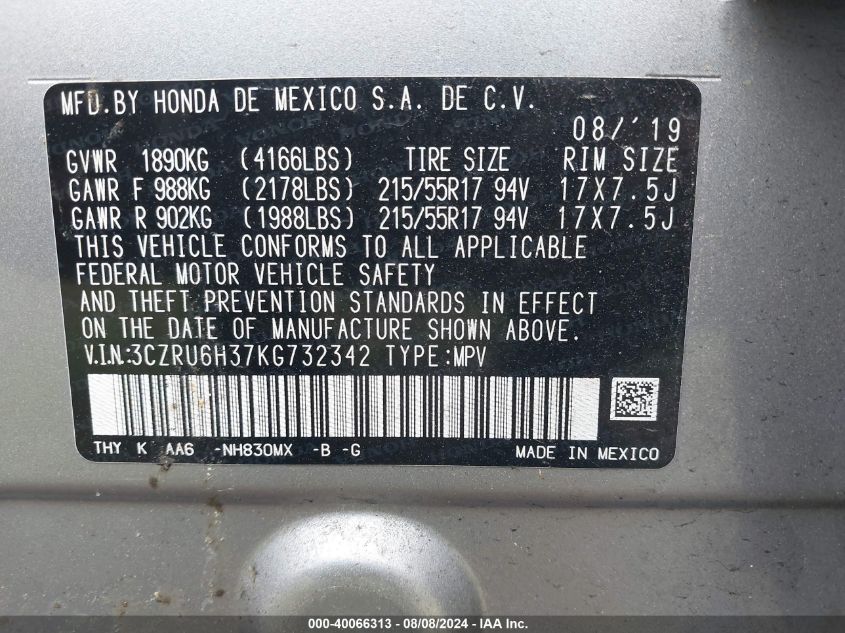 MFD.BY HONDA DE MEXICO S.A. DE C.V.
08/'19
GVWR 1890KG (4166LBS) TIRE SIZE RIM SIZE
GAWR F 988KG (2178LBS) 215/55R17 94V 17X7.5J
GAWR R 902KG (1988LBS) 215/55R17 94V 17X7.5J
THIS VEHICLE CONFORMS TO ALL APPLICABLE
FEDERAL MOTOR VEHICLE SAFETY
AND THEFT PREVENTION STANDARDS IN EFFECT
ON THE DATE OF MANUFACTURE SHOWN ABOVE.
V.I.N.:3CZRU6H37KG732342 TYPE:MPV
THY K AA6 -NH830MX -B -G MADE IN MEXICO
000-40066313 - 08/08/2024 - IAA Inc.